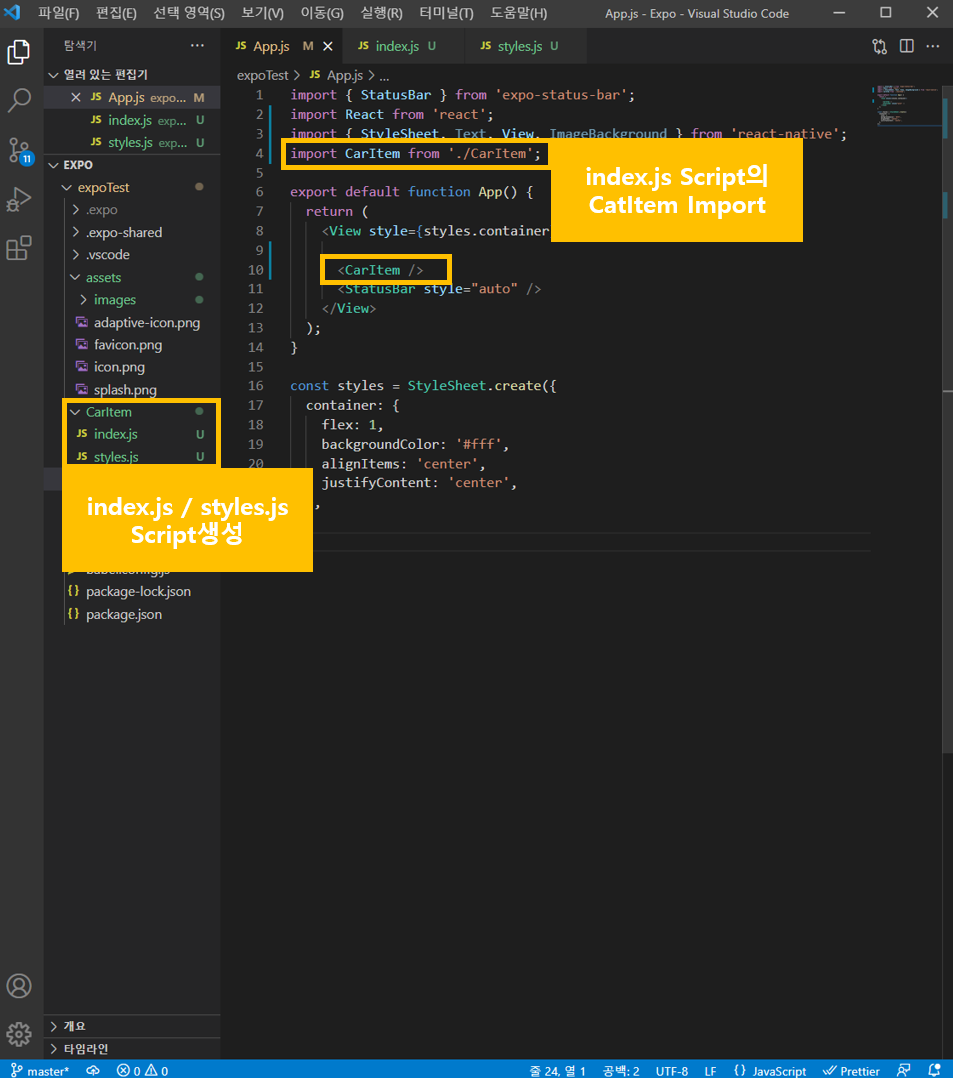 파일(F) 편집(E) 선택 영역(S) 보기(V) 이동(G) 실행(R) 터미널(T) 도움말(H) App.js - Expo - Visual Studio Code
탐색기 ...
열려 있는 편집기
JS App.js expo... M
JS index.js exp... U
JS styles.js exp... U
EXPO
expoTest
.expo
.expo-shared
.vscode
assets
images
adaptive-icon.png
favicon.png
icon.png
splash.png
CarItem
JS index.js U
JS styles.js U
index.js / styles.js
Script생성
{} package-lock.json
{} package.json
개요
타임라인
JS App.js M
JS index.js U
JS styles.js U
expoTest > JS App.js > ...
1 import { StatusBar } from 'expo-status-bar';
2 import React from 'react';
3 import { StyleSheet, Text, View, ImageBackground } from 'react-native';
4 import CarItem from './CarItem';
5
6 export default function App() {
7 return (
8 <View style={styles.container
9
10 <CarItem />
11 <StatusBar style="auto" />
12 </View>
13 );
14 }
15
16 const styles = StyleSheet.create({
17 container: {
18 flex: 1,
19 backgroundColor: '#fff',
20 alignItems: 'center',
justifyContent: 'center',
,
index.js Script의
CatItem Import
11
master* 0 0 줄 24, 열 1 공백: 2 UTF-8 LF {} JavaScript Prettier